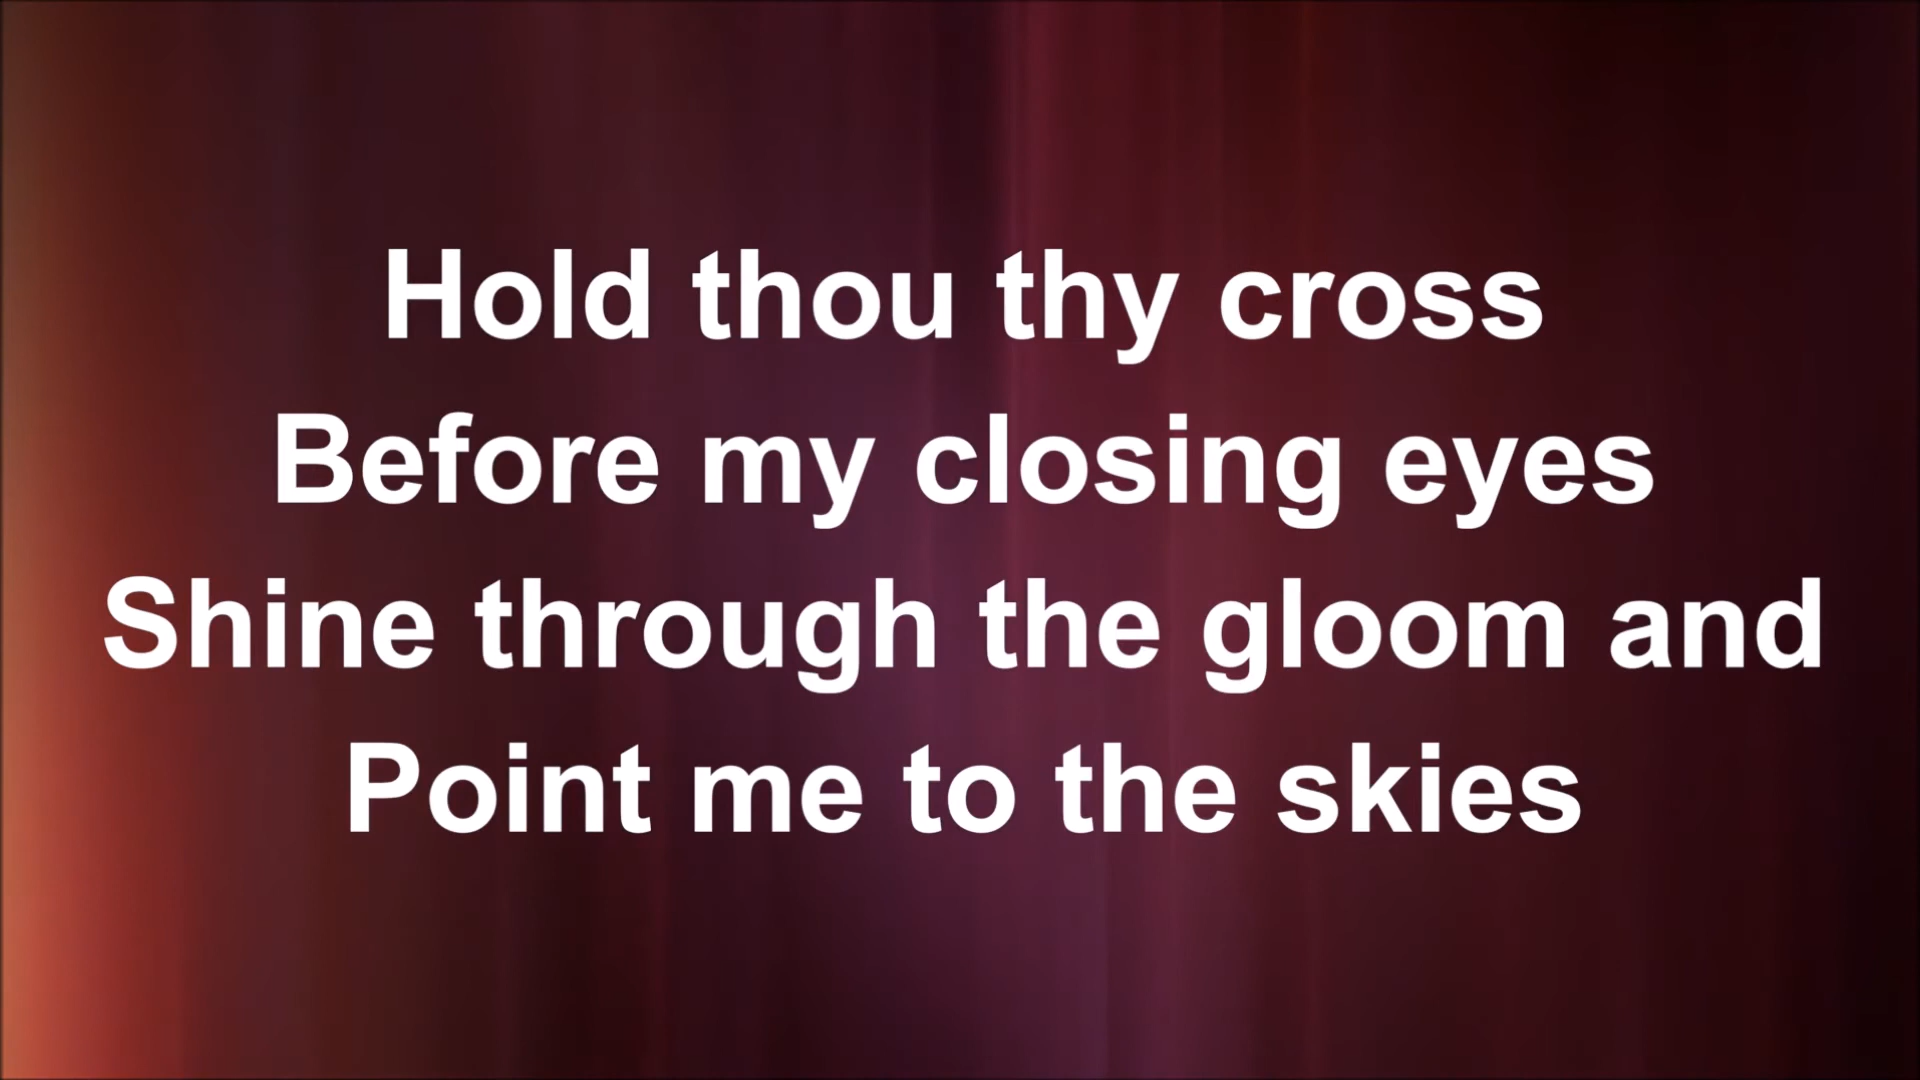 Hold thou thy cross
Before my closing eyes
Shine through the gloom and
Point me to the skies